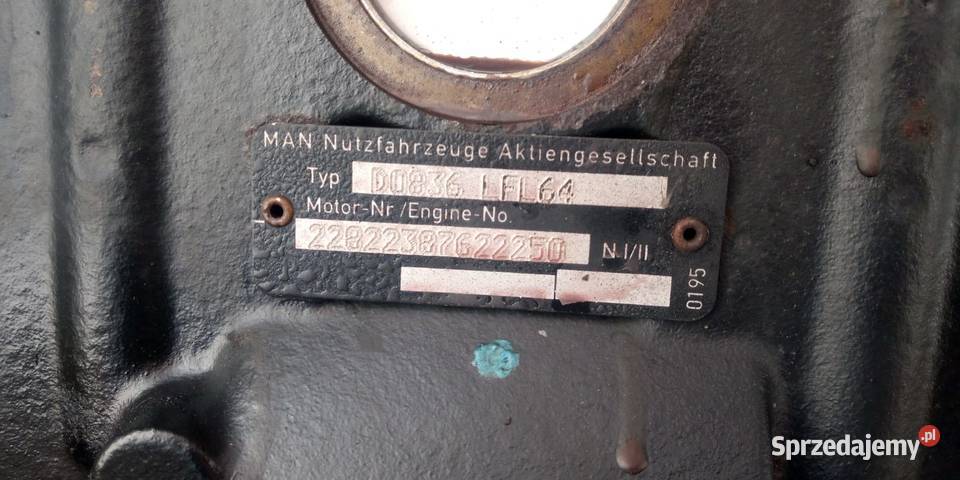 MAN Nutzfahrzeuge Aktiengesellschaft
Typ D0836 LFL64
Motor-Nr./Engine-No.
22822387622250 N I/II
0195
Sprzedajemy.pl